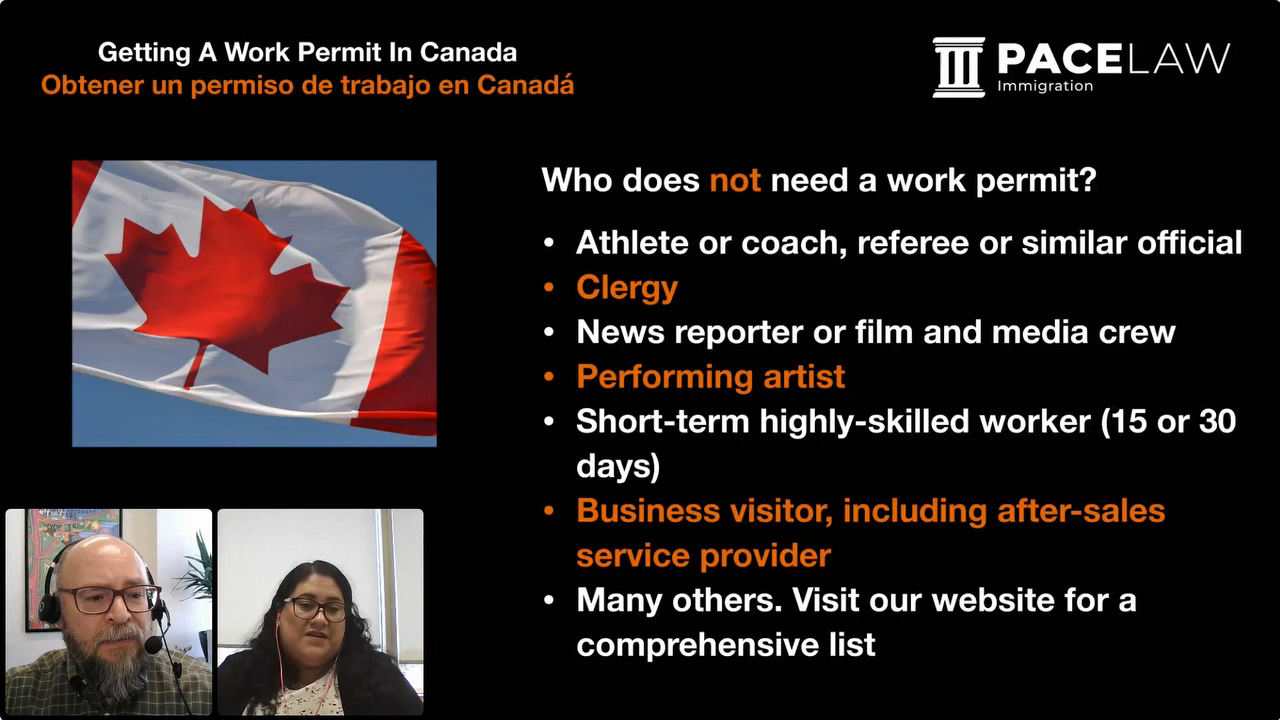 Getting A Work Permit In Canada
Obtener un permiso de trabajo en Canadá
PACELAW
Immigration
Who does not need a work permit?
• Athlete or coach, referee or similar official
• Clergy
• News reporter or film and media crew
• Performing artist
• Short-term highly-skilled worker (15 or 30
days)
• Business visitor, including after-sales
service provider
• Many others. Visit our website for a
comprehensive list